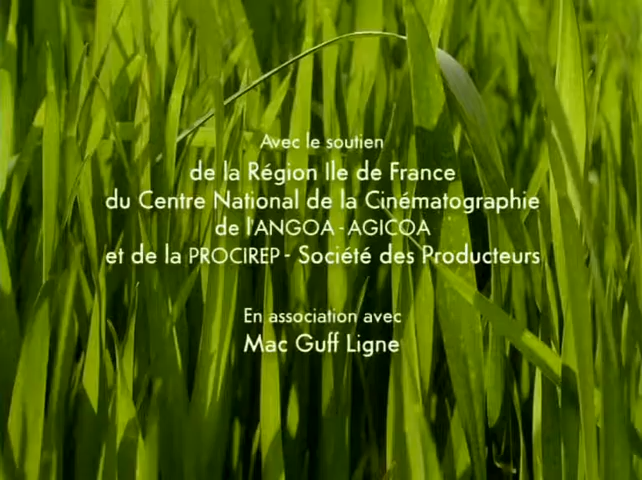 Avec le soutien
de la Région Ile de France
du Centre National de la Cinématographie
de l'ANGOA - AGICOA
et de la PROCIREP - Société des Producteurs
En association avec
Mac Guff Ligne